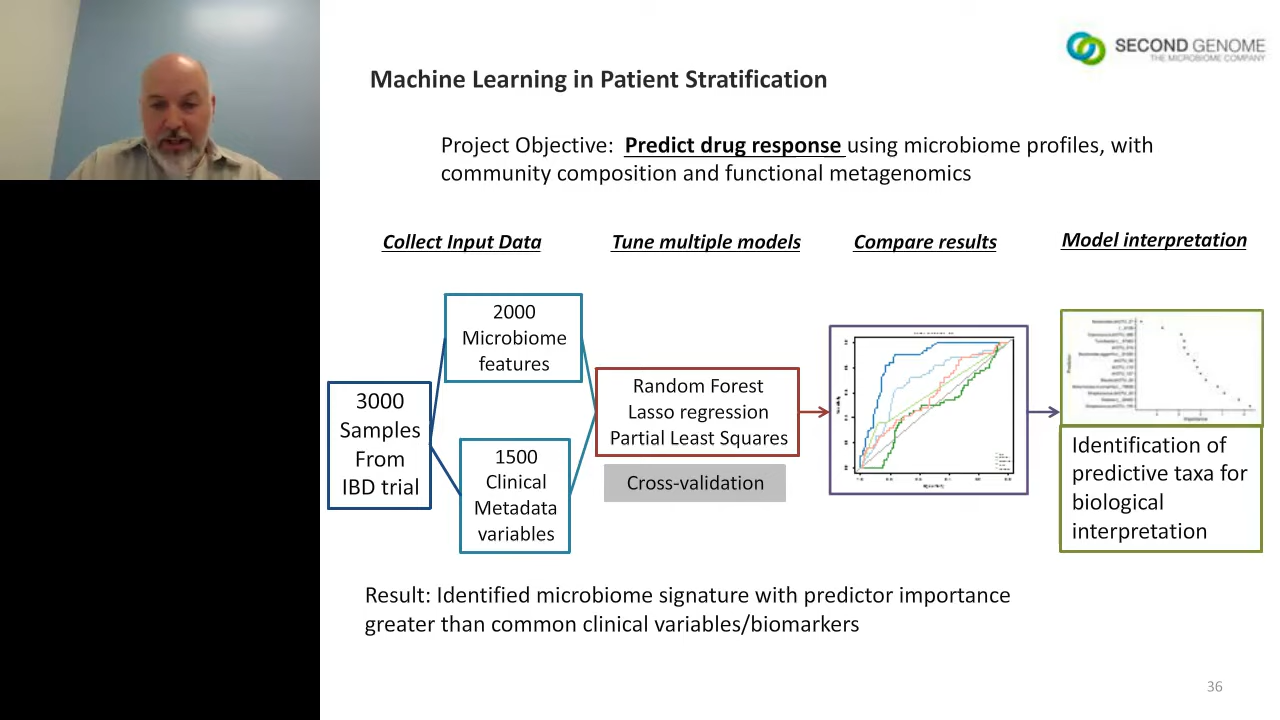 SECOND GENOME
THE MICROBIOME COMPANY
Machine Learning in Patient Stratification
Project Objective: Predict drug response using microbiome profiles, with
community composition and functional metagenomics
Collect Input Data
Tune multiple models
Compare results
Model interpretation
3000
Samples
From
IBD trial
2000
Microbiome
features
1500
Clinical
Metadata
variables
Random Forest
Lasso regression
Partial Least Squares
Cross-validation
Identification of
predictive taxa for
biological
interpretation
Result: Identified microbiome signature with predictor importance
greater than common clinical variables/biomarkers
36